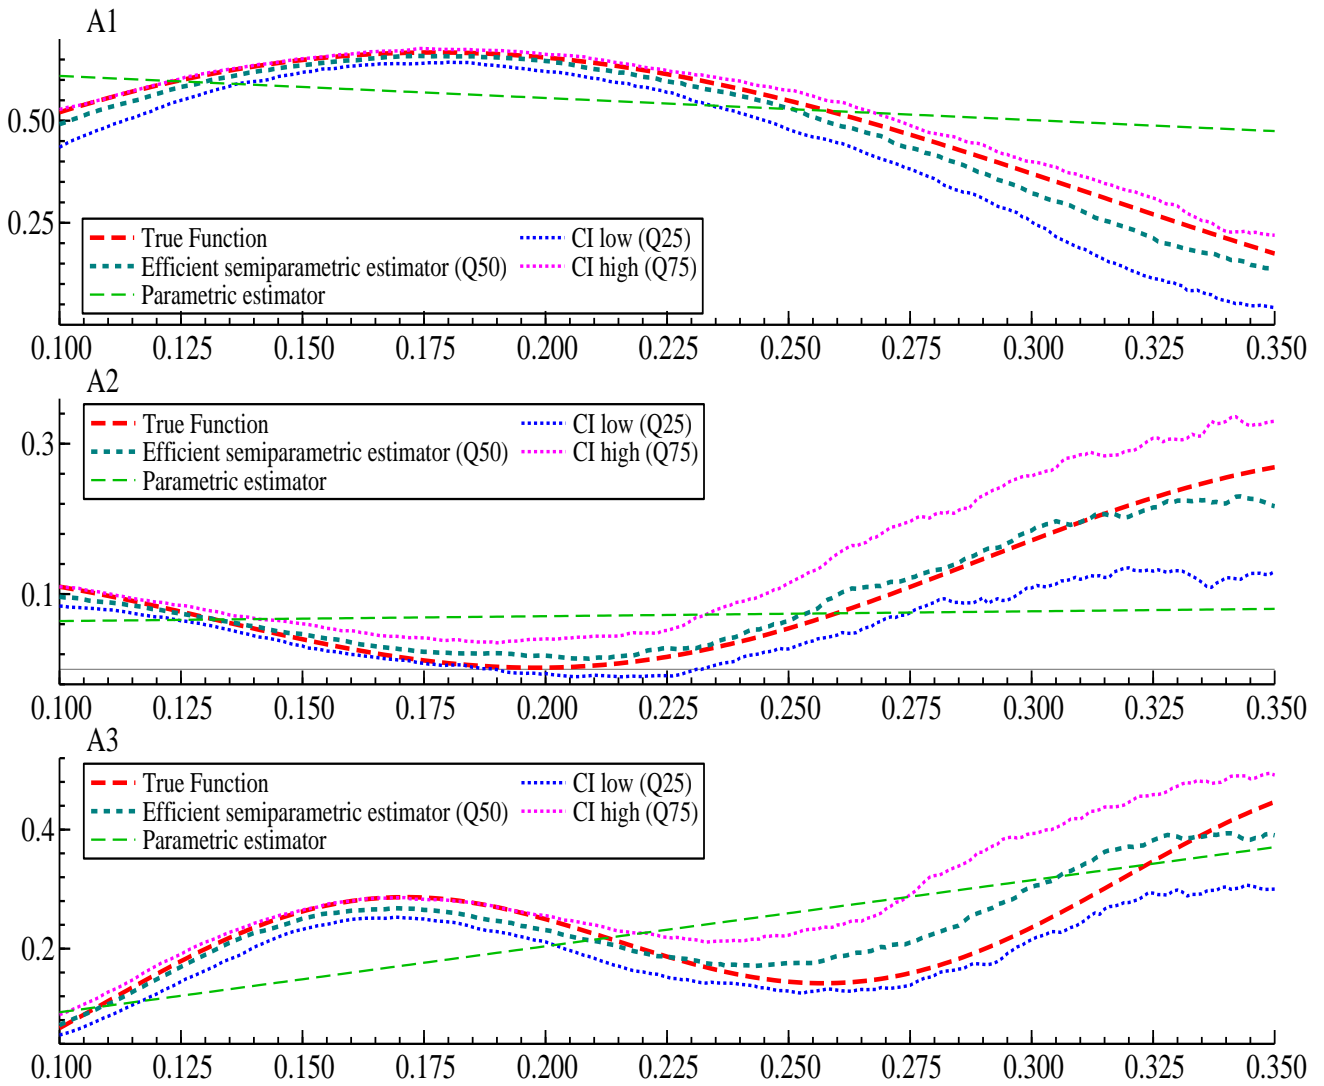 A1
0.50
0.25
True Function
CI low (Q25)
Efficient semiparametric estimator (Q50)
CI high (Q75)
Parametric estimator
0.100 0.125 0.150 0.175 0.200 0.225 0.250 0.275 0.300 0.325 0.350
A2
0.3
0.1
True Function
CI low (Q25)
Efficient semiparametric estimator (Q50)
CI high (Q75)
Parametric estimator
0.100 0.125 0.150 0.175 0.200 0.225 0.250 0.275 0.300 0.325 0.350
A3
0.4
0.2
True Function
CI low (Q25)
Efficient semiparametric estimator (Q50)
CI high (Q75)
Parametric estimator
0.100 0.125 0.150 0.175 0.200 0.225 0.250 0.275 0.300 0.325 0.350